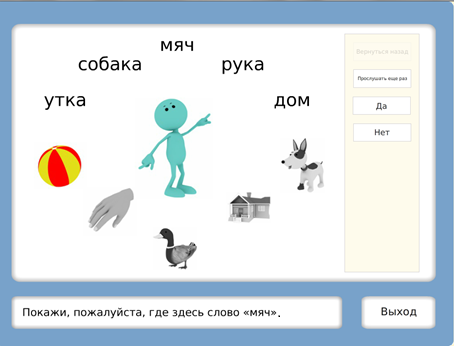 мяч
собака
рука
утка
дом
Вернуться назад
Прослушать еще раз
Да
Нет
Покажи, пожалуйста, где здесь слово «мяч».
Выход